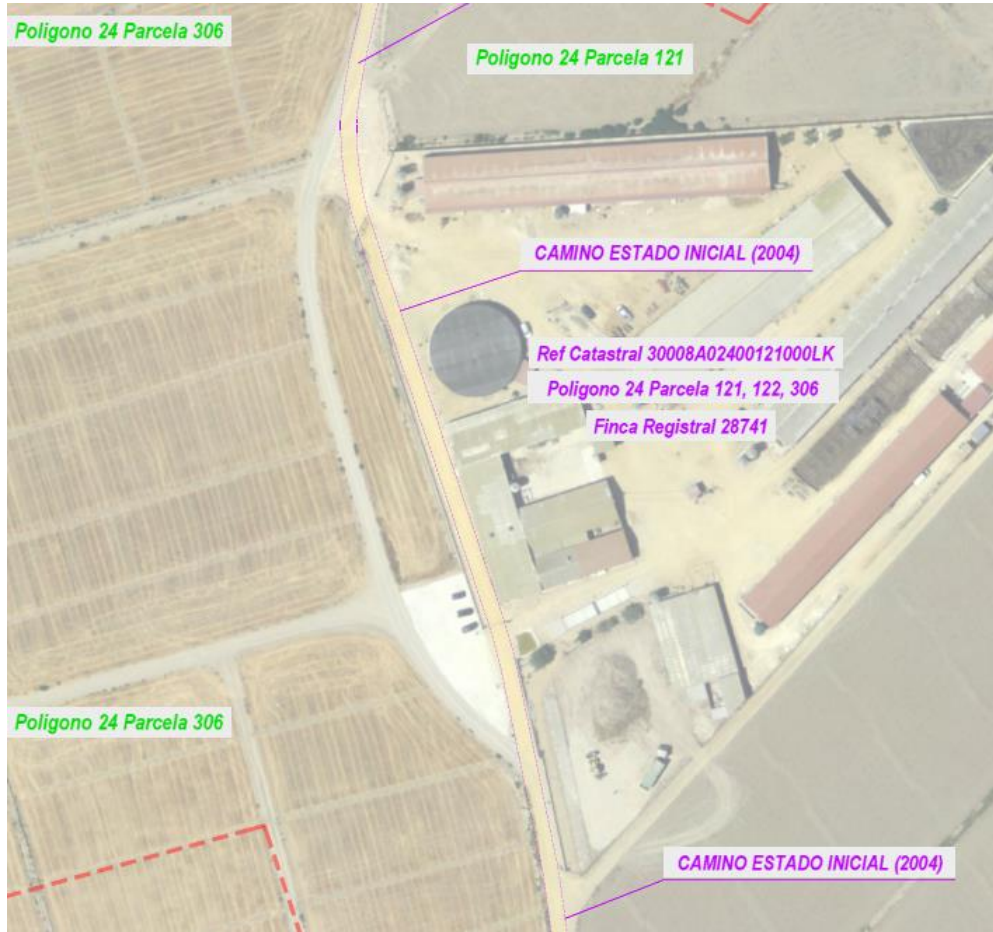 Poligono 24 Parcela 306
Poligono 24 Parcela 121
CAMINO ESTADO INICIAL (2004)
Ref Catastral 30008A02400121000LK
Poligono 24 Parcela 121, 122, 306
Finca Registral 28741
Poligono 24 Parcela 306
CAMINO ESTADO INICIAL (2004)